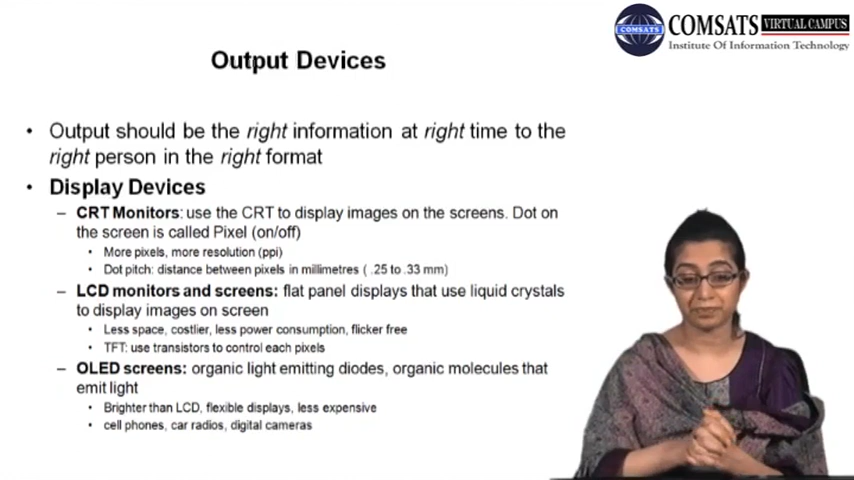 COMSATS VIRTUAL CAMPUS
COMSATS
Institute Of Information Technology
Output Devices
• Output should be the right information at right time to the
right person in the right format
• Display Devices
– CRT Monitors: use the CRT to display images on the screens. Dot on
the screen is called Pixel (on/off)
• More pixels, more resolution (ppi)
• Dot pitch: distance between pixels in millimetres ( .25 to .33 mm)
– LCD monitors and screens: flat panel displays that use liquid crystals
to display images on screen
• Less space, costlier, less power consumption, flicker free
• TFT: use transistors to control each pixels
– OLED screens: organic light emitting diodes, organic molecules that
emit light
• Brighter than LCD, flexible displays, less expensive
• cell phones, car radios, digital cameras